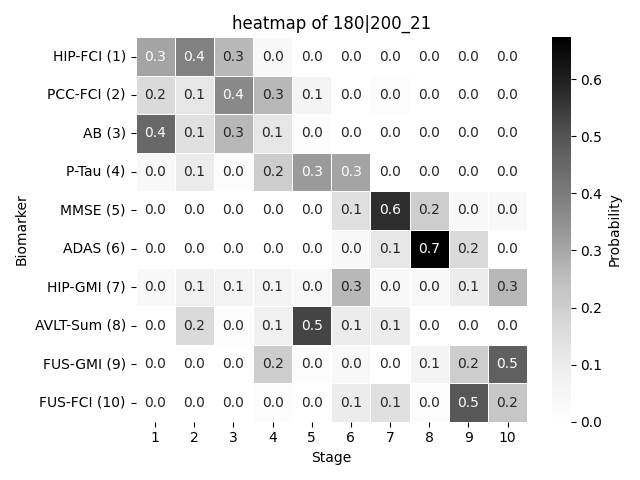 heatmap of 180|200_21
HIP-FCI (1) 0.3 0.4 0.3 0.0 0.0 0.0 0.0 0.0 0.0 0.0
PCC-FCI (2) 0.2 0.1 0.4 0.3 0.1 0.0 0.0 0.0 0.0 0.0
AB (3) 0.4 0.1 0.3 0.1 0.0 0.0 0.0 0.0 0.0 0.0
P-Tau (4) 0.0 0.1 0.0 0.2 0.3 0.3 0.0 0.0 0.0 0.0
MMSE (5) 0.0 0.0 0.0 0.0 0.0 0.1 0.6 0.2 0.0 0.0
ADAS (6) 0.0 0.0 0.0 0.0 0.0 0.0 0.1 0.7 0.2 0.0
HIP-GMI (7) 0.0 0.1 0.1 0.1 0.0 0.3 0.0 0.0 0.1 0.3
AVLT-Sum (8) 0.0 0.2 0.0 0.1 0.5 0.1 0.1 0.0 0.0 0.0
FUS-GMI (9) 0.0 0.0 0.0 0.2 0.0 0.0 0.0 0.1 0.2 0.5
FUS-FCI (10) 0.0 0.0 0.0 0.0 0.0 0.1 0.1 0.0 0.5 0.2
1 2 3 4 5 6 7 8 9 10
Stage
Biomarker
0.6
0.5
0.4
0.3
0.2
0.1
0.0
Probability